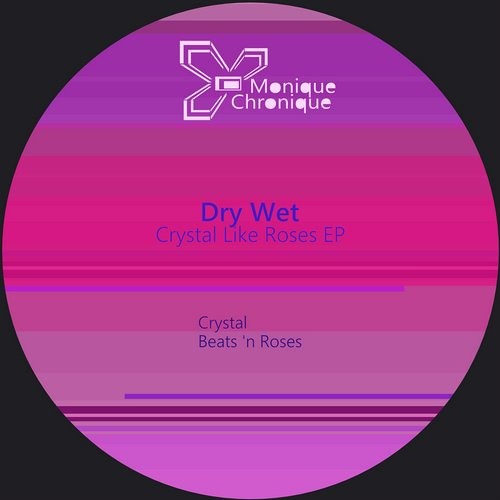 Monique
Chronique
Dry Wet
Crystal Like Roses EP
Crystal
Beats 'n Roses